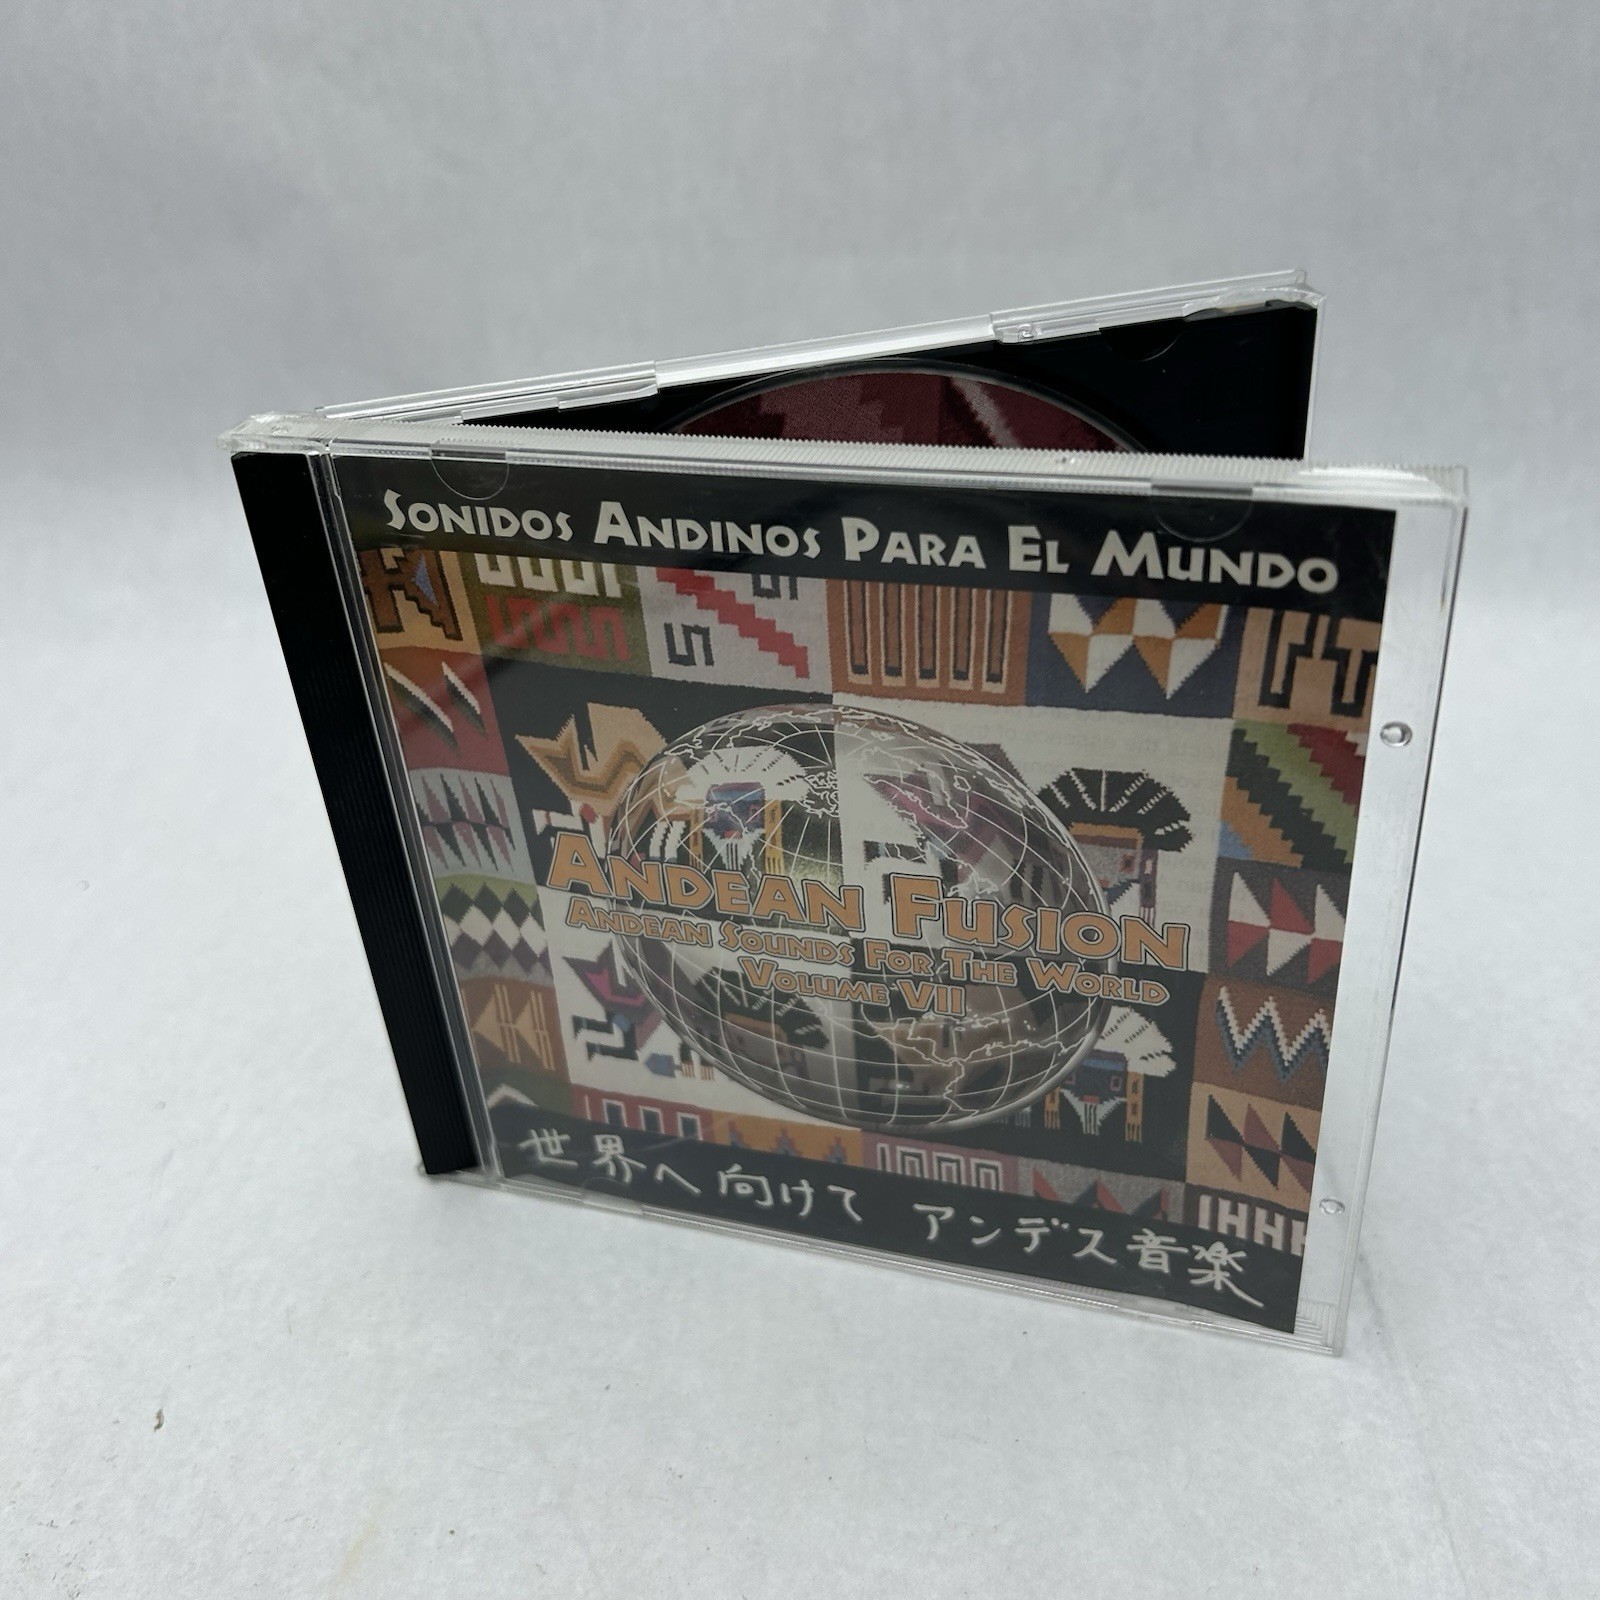 Sonidos Andinos Para El Mundo
Andean Fusion
Andean Sounds For The World
Volume VII
世界へ向けて アンデス音楽